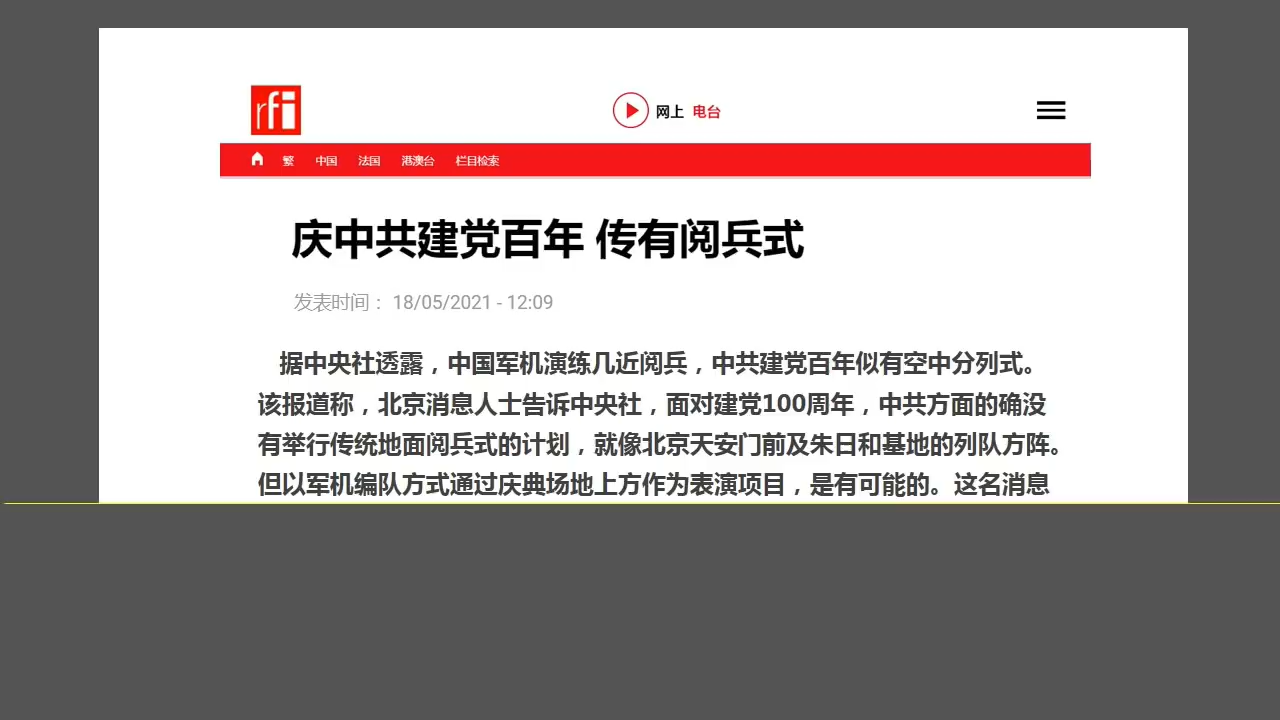 rfi
网上 电台
繁 中国 法国 港澳台 栏目检索
庆中共建党百年 传有阅兵式
发表时间： 18/05/2021 - 12:09
据中央社透露，中国军机演练几近阅兵，中共建党百年似有空中分列式。
该报道称，北京消息人士告诉中央社，面对建党100周年，中共方面的确没
有举行传统地面阅兵式的计划，就像北京天安门前及朱日和基地的列队方阵。
但以军机编队方式通过庆典场地上方作为表演项目，是有可能的。这名消息